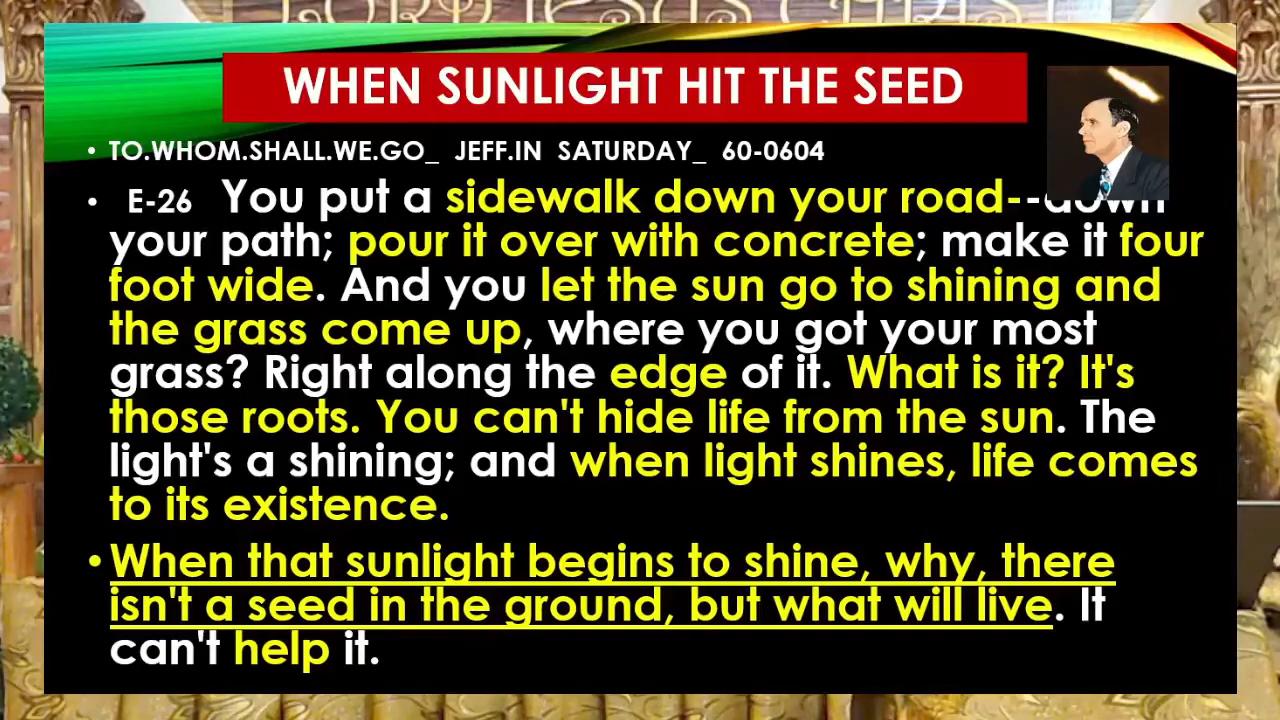 LORD JESUS CHRIST
WHEN SUNLIGHT HIT THE SEED
• TO.WHOM.SHALL.WE.GO_ JEFF.IN SATURDAY_ 60-0604
• E-26 You put a sidewalk down your road--down
your path; pour it over with concrete; make it four
foot wide. And you let the sun go to shining and
the grass come up, where you got your most
grass? Right along the edge of it. What is it? It's
those roots. You can't hide life from the sun. The
light's a shining; and when light shines, life comes
to its existence.
• When that sunlight begins to shine, why, there
isn't a seed in the ground, but what will live. It
can't help it.